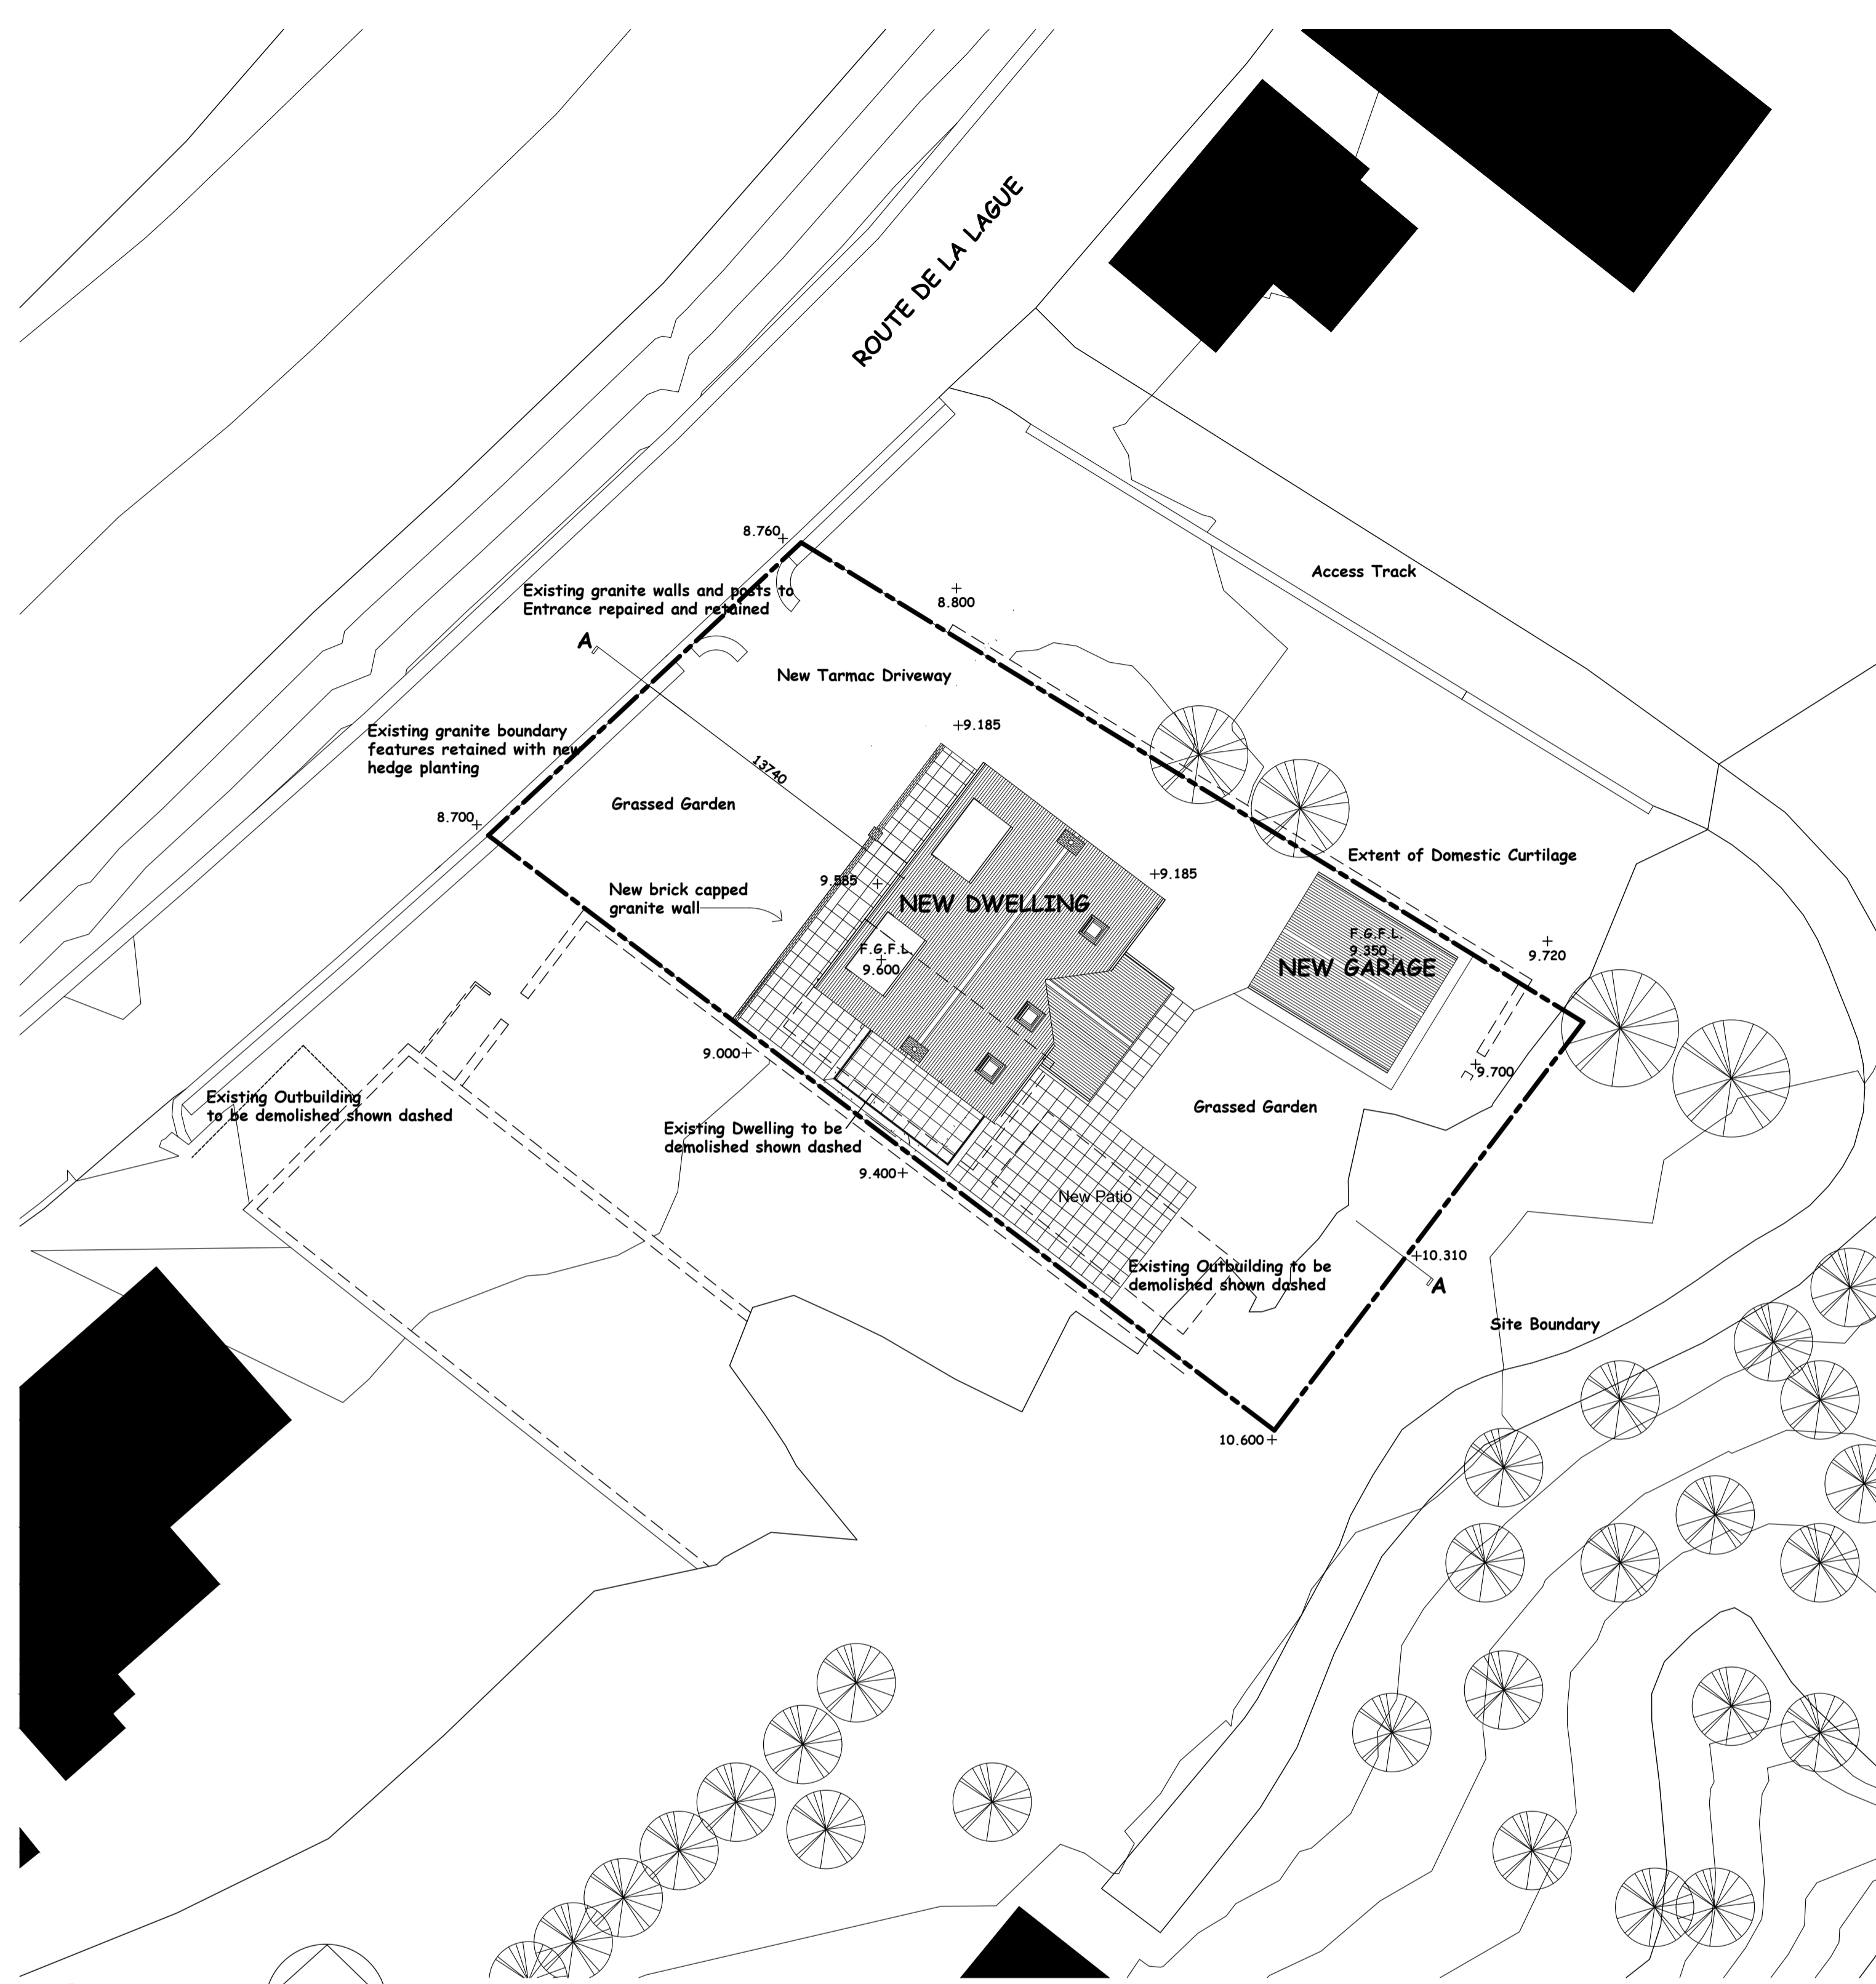 ROUTE DE LA LAGUE
8.760
Access Track
Existing granite walls and posts to
Entrance repaired and retained
8.800
A
New Tarmac Driveway
9.185
Existing granite boundary
features retained with new
hedge planting
13740
Grassed Garden
8.700
Extent of Domestic Curtilage
9.185
9.585
New brick capped
granite wall
NEW DWELLING
F.G.F.L.
9.600
F.G.F.L.
9.350
NEW GARAGE
9.720
9.000
9.700
Existing Outbuilding
to be demolished shown dashed
Grassed Garden
Existing Dwelling to be
demolished shown dashed
9.400
New Patio
10.310
Existing Outbuilding to be
demolished shown dashed
A
Site Boundary
10.600